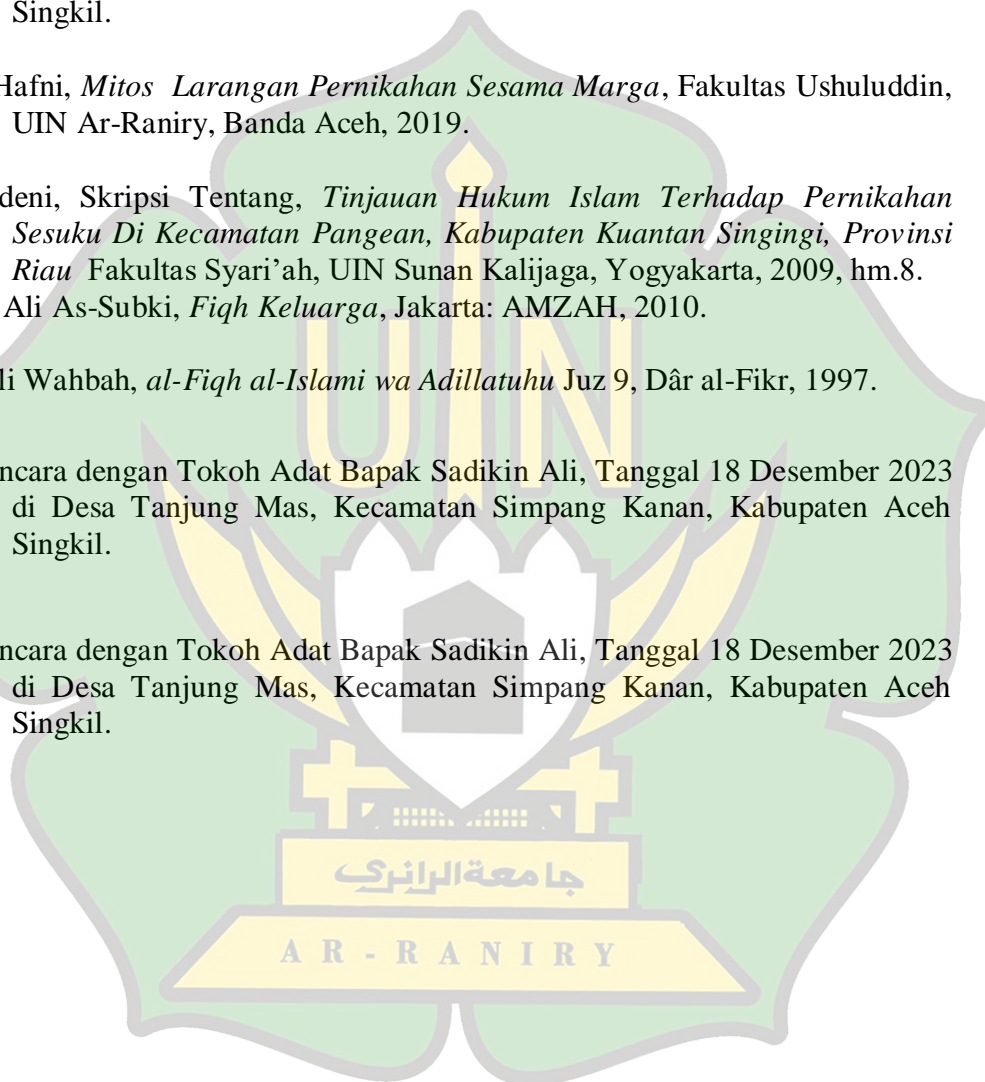 Singkil.
Hafni, Mitos Larangan Pernikahan Sesama Marga, Fakultas Ushuluddin,
UIN Ar-Raniry, Banda Aceh, 2019.
deni, Skripsi Tentang, Tinjauan Hukum Islam Terhadap Pernikahan
Sesuku Di Kecamatan Pangean, Kabupaten Kuantan Singingi, Provinsi
Riau Fakultas Syari’ah, UIN Sunan Kalijaga, Yogyakarta, 2009, hm.8.
Ali As-Subki, Fiqh Keluarga, Jakarta: AMZAH, 2010.
li Wahbah, al-Fiqh al-Islami wa Adillatuhu Juz 9, Dâr al-Fikr, 1997.
ncara dengan Tokoh Adat Bapak Sadikin Ali, Tanggal 18 Desember 2023
di Desa Tanjung Mas, Kecamatan Simpang Kanan, Kabupaten Aceh
Singkil.
ncara dengan Tokoh Adat Bapak Sadikin Ali, Tanggal 18 Desember 2023
di Desa Tanjung Mas, Kecamatan Simpang Kanan, Kabupaten Aceh
Singkil.
UIN
جامعة الرانري
AR-RANIRY